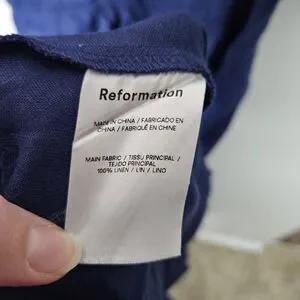 Reformation
MADE IN CHINA / FABRICADO EN
CHINA / FABRIQUÉ EN CHINE
MAIN FABRIC / TISSU PRINCIPAL /
TEJIDO PRINCIPAL
100% LINEN / LIN / LINO